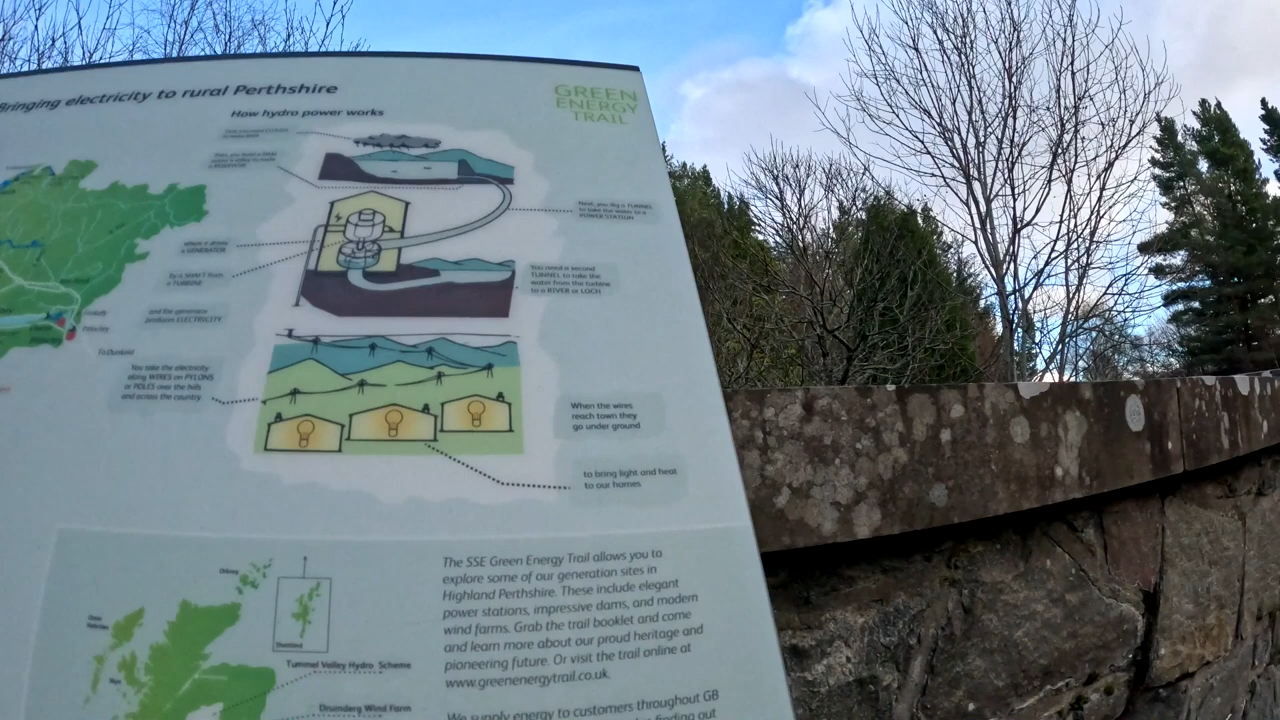 Bringing electricity to rural Perthshire
GREEN
ENERGY
TRAIL
How hydro power works
Next, you dig a TUNNEL
to take the water to a
POWER STATION
where it drives
a GENERATOR
by a SHAFT from
a TURBINE
You need a second
TUNNEL to take the
water from the turbine
to a RIVER or LOCH
and the generator
produces ELECTRICITY
To Dunkeld
You take the electricity
along WIRES on PYLONS
or POLES over the hills
and across the country
When the wires
reach town they
go under ground
to bring light and heat
to our homes
The SSE Green Energy Trail allows you to
explore some of our generation sites in
Highland Perthshire. These include elegant
power stations, impressive dams, and modern
wind farms. Grab the trail booklet and come
and learn more about our proud heritage and
pioneering future. Or visit the trail online at
www.greenenergytrail.co.uk.
We supply energy to customers throughout GB
finding out
Orkney
Shetland
Tummel Valley Hydro Scheme
Drumderg Wind Farm